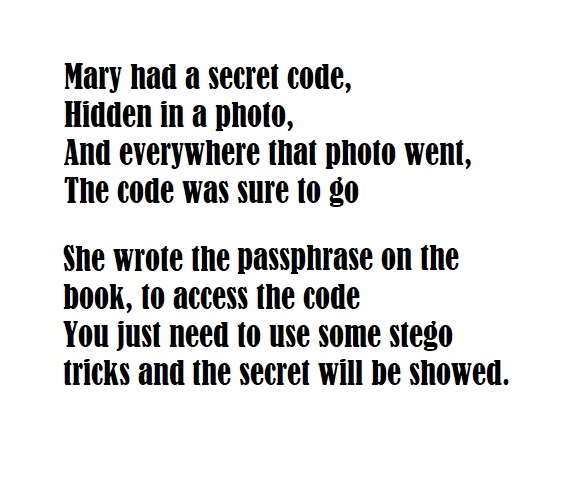 Mary had a secret code,
Hidden in a photo,
And everywhere that photo went,
The code was sure to go
She wrote the passphrase on the
book, to access the code
You just need to use some stego
tricks and the secret will be showed.